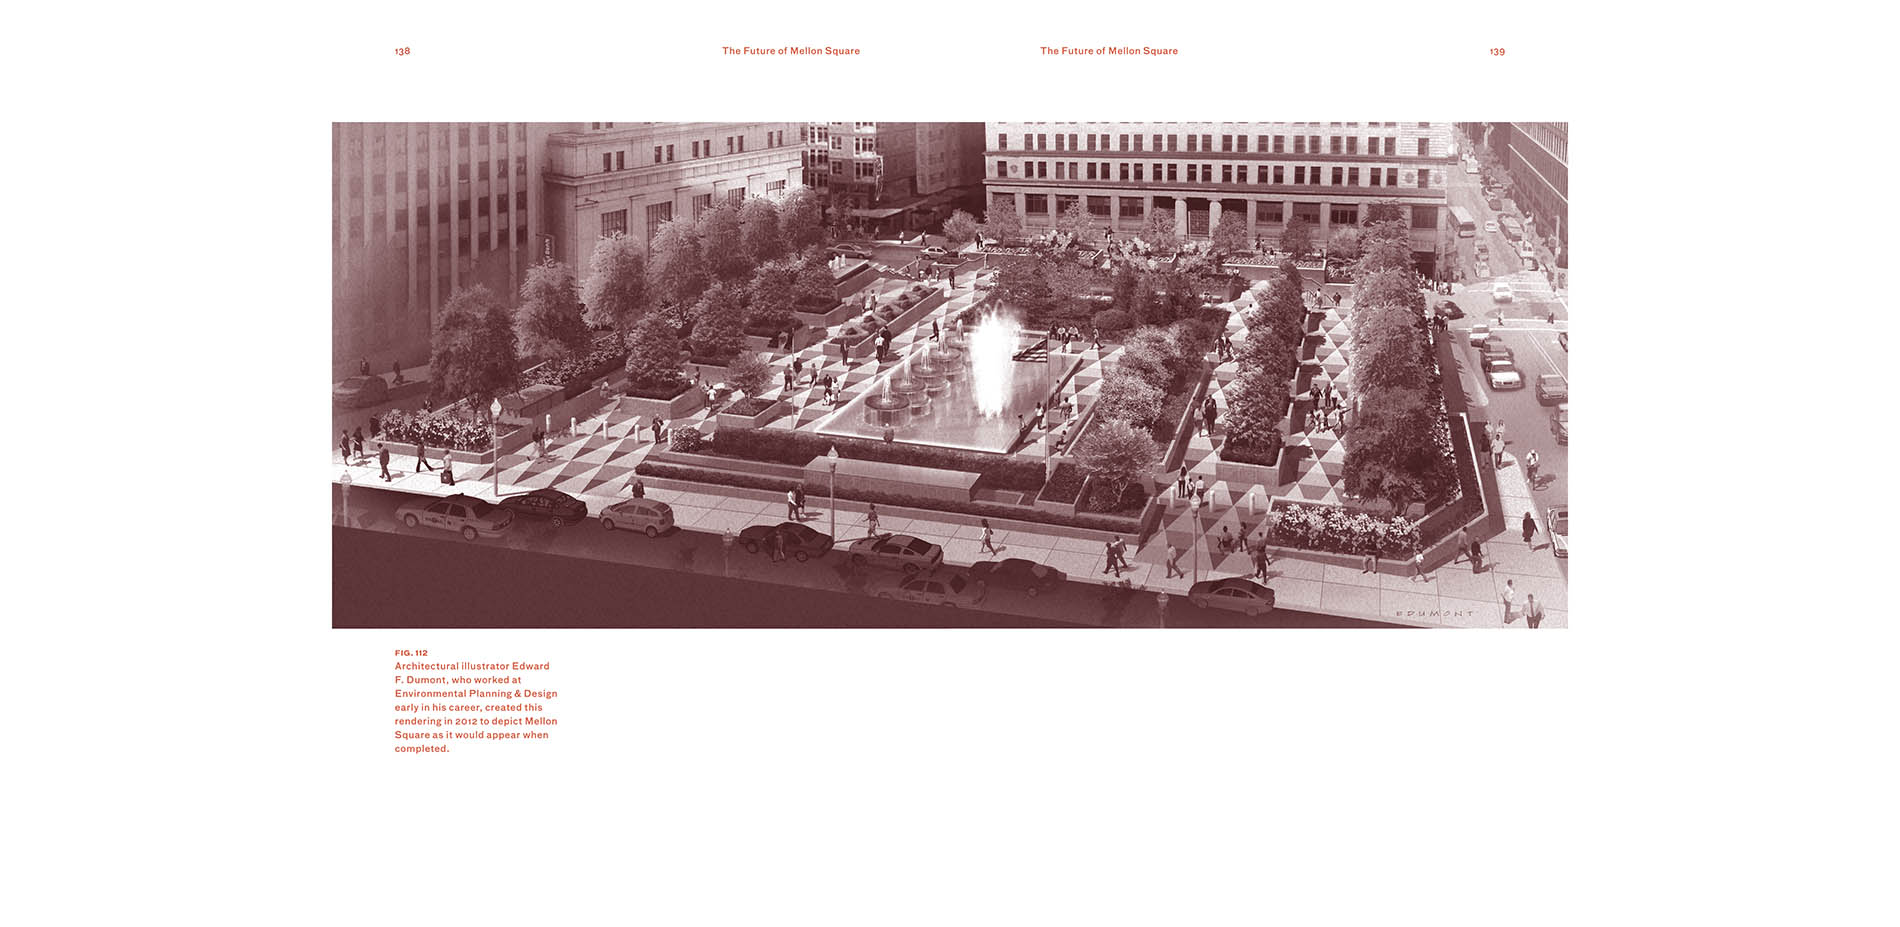 138
The Future of Mellon Square
The Future of Mellon Square
139
EDUMONT
FIG. 112
Architectural illustrator Edward
F. Dumont, who worked at
Environmental Planning & Design
early in his career, created this
rendering in 2012 to depict Mellon
Square as it would appear when
completed.